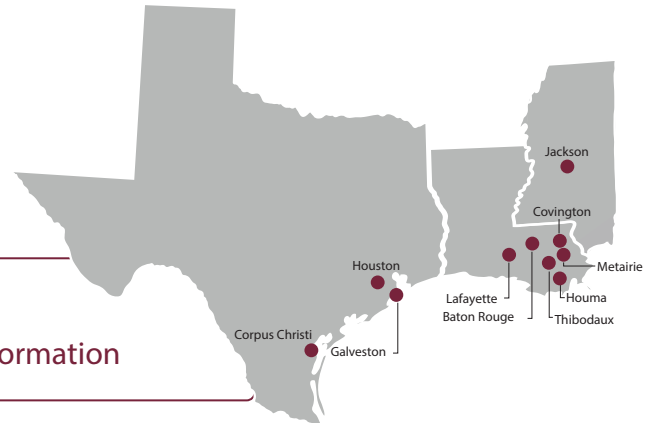 Jackson
Covington
Metairie
Houston
Lafayette
Houma
Baton Rouge
Thibodaux
Corpus Christi
Galveston
ormation